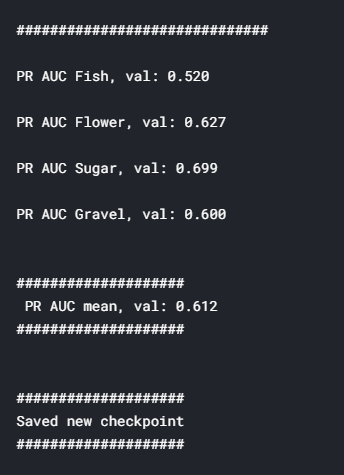 ##############################
PR AUC Fish, val: 0.520
PR AUC Flower, val: 0.627
PR AUC Sugar, val: 0.699
PR AUC Gravel, val: 0.600
####################
PR AUC mean, val: 0.612
####################
####################
Saved new checkpoint
####################